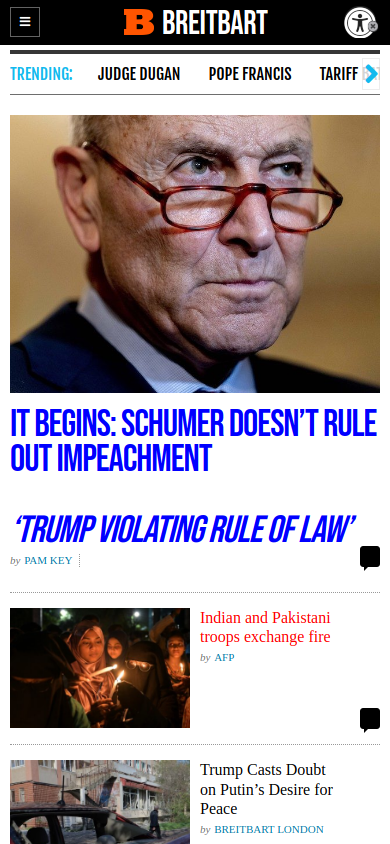 BREITBART
TRENDING:
JUDGE DUGAN
POPE FRANCIS
TARIFF
IT BEGINS: SCHUMER DOESN’T RULE
OUT IMPEACHMENT
‘TRUMP VIOLATING RULE OF LAW’
by PAM KEY
Indian and Pakistani
troops exchange fire
by AFP
Trump Casts Doubt
on Putin’s Desire for
Peace
by BREITBART LONDON